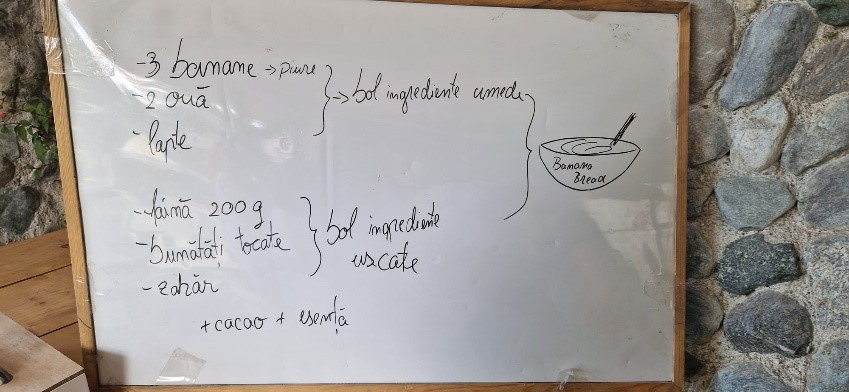 -3 banane → piure
-2 ouă
- lapte
→ bol ingrediente umede
Banana
Bread
- făină 200 g
- bunătăți tocate
- zahăr
bol ingrediente
uscate
+ cacao + esență